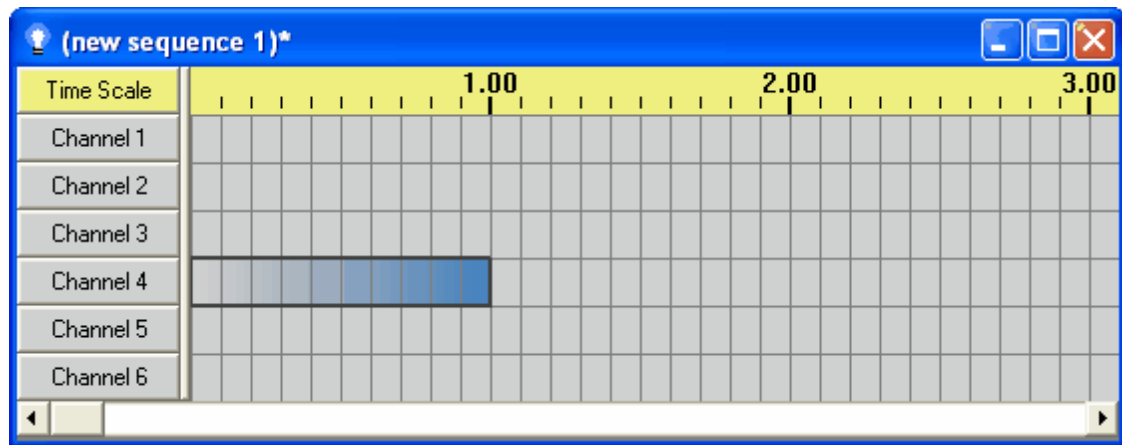 (new sequence 1)*
Time Scale 1.00 2.00 3.00
Channel 1
Channel 2
Channel 3
Channel 4
Channel 5
Channel 6